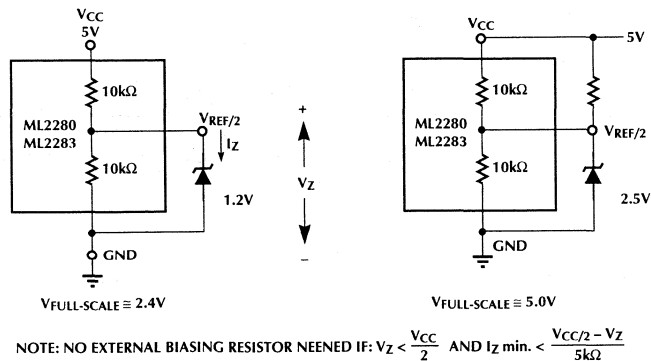 VCC
5V
10kΩ
ML2280
ML2283
VREF/2
IZ
10kΩ
1.2V
GND
VFULL-SCALE ≅ 2.4V
+
VZ
–
VCC
5V
10kΩ
ML2280
ML2283
VREF/2
10kΩ
2.5V
GND
VFULL-SCALE ≅ 5.0V
NOTE: NO EXTERNAL BIASING RESISTOR NEENED IF: VZ < VCC/2 AND IZ min. < (VCC/2 – VZ)/5kΩ